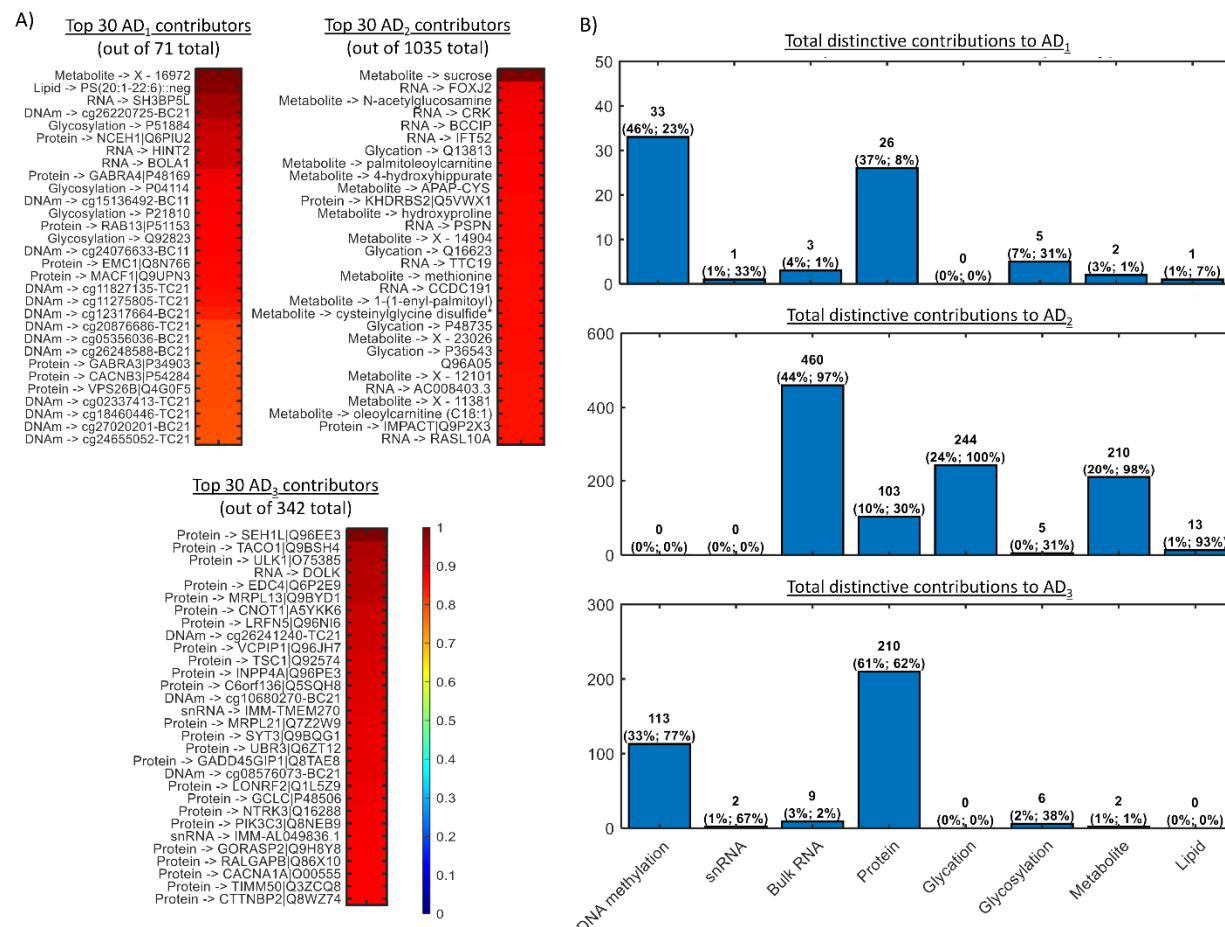 A)
Top 30 AD1 contributors
(out of 71 total)
Metabolite -> X - 16972
Lipid -> PS(20:1-22:6)::neg
RNA -> SH3BP5L
DNAm -> cg26220725-BC21
Glycosylation -> P51884
Protein -> NCEH1|Q6PIU2
RNA -> HINT2
RNA -> BOLA1
Protein -> GABRA4|P48169
Glycosylation -> P04114
DNAm -> cg15136492-BC11
Glycosylation -> P21810
Protein -> RAB13|P51153
Glycosylation -> Q92823
DNAm -> cg24076633-BC11
Protein -> EMC1|Q8N766
Protein -> MACF1|Q9UPN3
DNAm -> cg11827135-TC21
DNAm -> cg11275805-TC21
DNAm -> cg12317664-BC21
DNAm -> cg20876686-TC21
DNAm -> cg05356036-BC21
DNAm -> cg26248588-BC21
Protein -> GABRA3|P34903
Protein -> CACNB3|P54284
Protein -> VPS26B|Q4G0F5
DNAm -> cg02337413-TC21
DNAm -> cg18460446-TC21
DNAm -> cg27020201-BC21
DNAm -> cg24655052-TC21
Top 30 AD2 contributors
(out of 1035 total)
Metabolite -> sucrose
RNA -> FOXJ2
Metabolite -> N-acetylglucosamine
RNA -> CRK
RNA -> BCCIP
RNA -> IFT52
Glycation -> Q13813
Metabolite -> palmitoleoylcarnitine
Metabolite -> 4-hydroxyhippurate
Metabolite -> APAP-CYS
Protein -> KHDRBS2|Q5VWX1
Metabolite -> hydroxyproline
RNA -> PSPN
Metabolite -> X - 14904
Glycation -> Q16623
RNA -> TTC19
Metabolite -> methionine
RNA -> CCDC191
Metabolite -> 1-(1-enyl-palmitoyl)
Metabolite -> cysteinylglycine disulfide*
Glycation -> P48735
Metabolite -> X - 23026
Glycation -> P36543
Q96A05
Metabolite -> X - 12101
RNA -> AC008403.3
Metabolite -> X - 11381
Metabolite -> oleoylcarnitine (C18:1)
Protein -> IMPACT|Q9P2X3
RNA -> RASL10A
Top 30 AD3 contributors
(out of 342 total)
Protein -> SEH1L|Q96EE3
Protein -> TACO1|Q9BSH4
Protein -> ULK1|O75385
RNA -> DOLK
Protein -> EDC4|Q6P2E9
Protein -> MRPL13|Q9BYD1
Protein -> CNOT1|A5YKK6
Protein -> LRFN5|Q96NI6
DNAm -> cg26241240-TC21
Protein -> VCPIP1|Q96JH7
Protein -> TSC1|Q92574
Protein -> INPP4A|Q96PE3
Protein -> C6orf136|Q5SQH8
DNAm -> cg10680270-BC21
snRNA -> IMM-TMEM270
Protein -> MRPL21|Q7Z2W9
Protein -> SYT3|Q9BQG1
Protein -> UBR3|Q6ZT12
Protein -> GADD45GIP1|Q8TAE8
DNAm -> cg08576073-BC21
Protein -> LONRF2|Q1L5Z9
Protein -> GCLC|P48506
Protein -> NTRK3|Q16288
Protein -> PIK3C3|Q8NEB9
snRNA -> IMM-AL049836.1
Protein -> GORASP2|Q9H8Y8
Protein -> RALGAPB|Q86X10
Protein -> CACNA1A|O00555
Protein -> TIMM50|Q3ZCQ8
Protein -> CTTNBP2|Q8WZ74
1
0.9
0.8
0.7
0.6
0.5
0.4
0.3
0.2
0.1
0
B)
Total distinctive contributions to AD1
50
40
30
20
10
0
33
(46%; 23%)
1
(1%; 33%)
3
(4%; 1%)
26
(37%; 8%)
0
(0%; 0%)
5
(7%; 31%)
2
(3%; 1%)
1
(1%; 7%)
Total distinctive contributions to AD2
600
400
200
0
0
(0%; 0%)
0
(0%; 0%)
460
(44%; 97%)
103
(10%; 30%)
244
(24%; 100%)
5
(0%; 31%)
210
(20%; 98%)
13
(1%; 93%)
Total distinctive contributions to AD3
300
200
100
0
113
(33%; 77%)
2
(1%; 67%)
9
(3%; 2%)
210
(61%; 62%)
0
(0%; 0%)
6
(2%; 38%)
2
(1%; 1%)
0
(0%; 0%)
DNA methylation
snRNA
Bulk RNA
Protein
Glycation
Glycosylation
Metabolite
Lipid